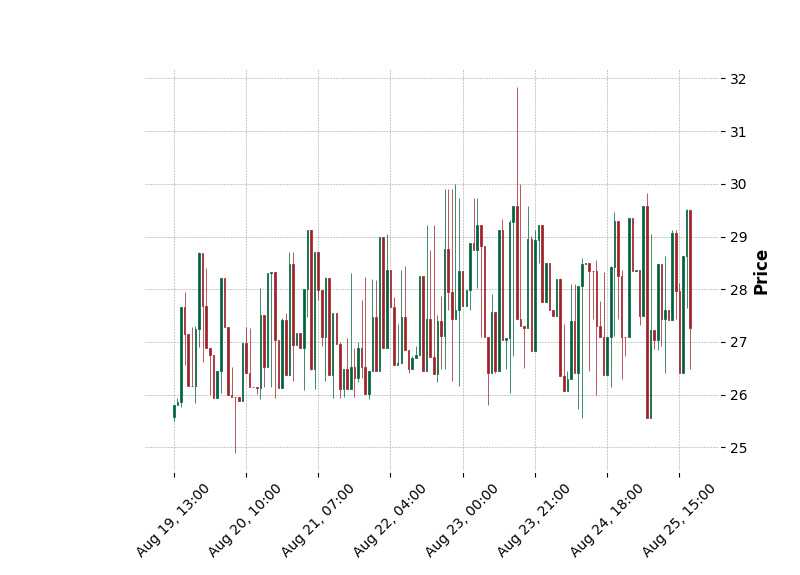 32
31
30
29
28
27
26
25
Price
Aug 19, 13:00
Aug 20, 10:00
Aug 21, 07:00
Aug 22, 04:00
Aug 23, 00:00
Aug 23, 21:00
Aug 24, 18:00
Aug 25, 15:00